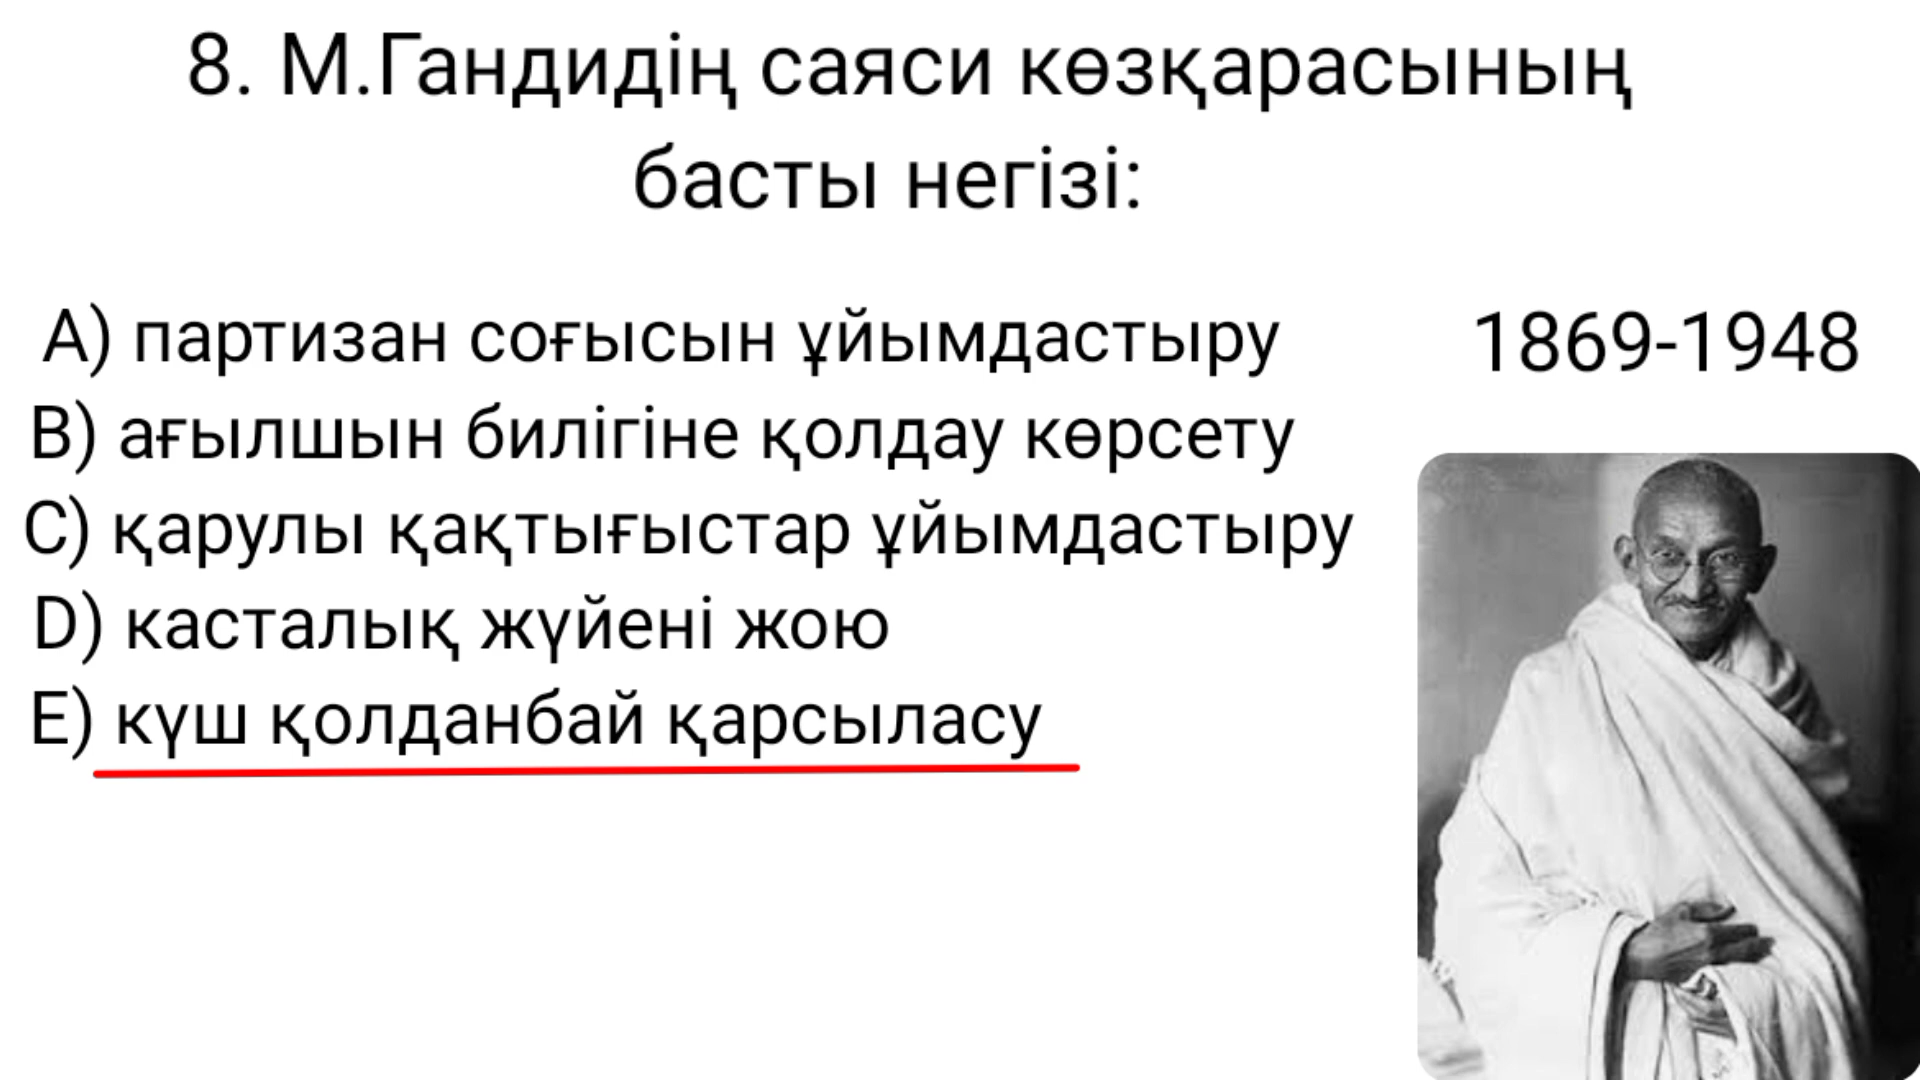 8. М.Гандидің саяси көзқарасының
басты негізі:
A) партизан соғысын ұйымдастыру
B) ағылшын билігіне қолдау көрсету
C) қарулы қақтығыстар ұйымдастыру
D) касталық жүйені жою
E) күш қолданбай қарсыласу
1869-1948